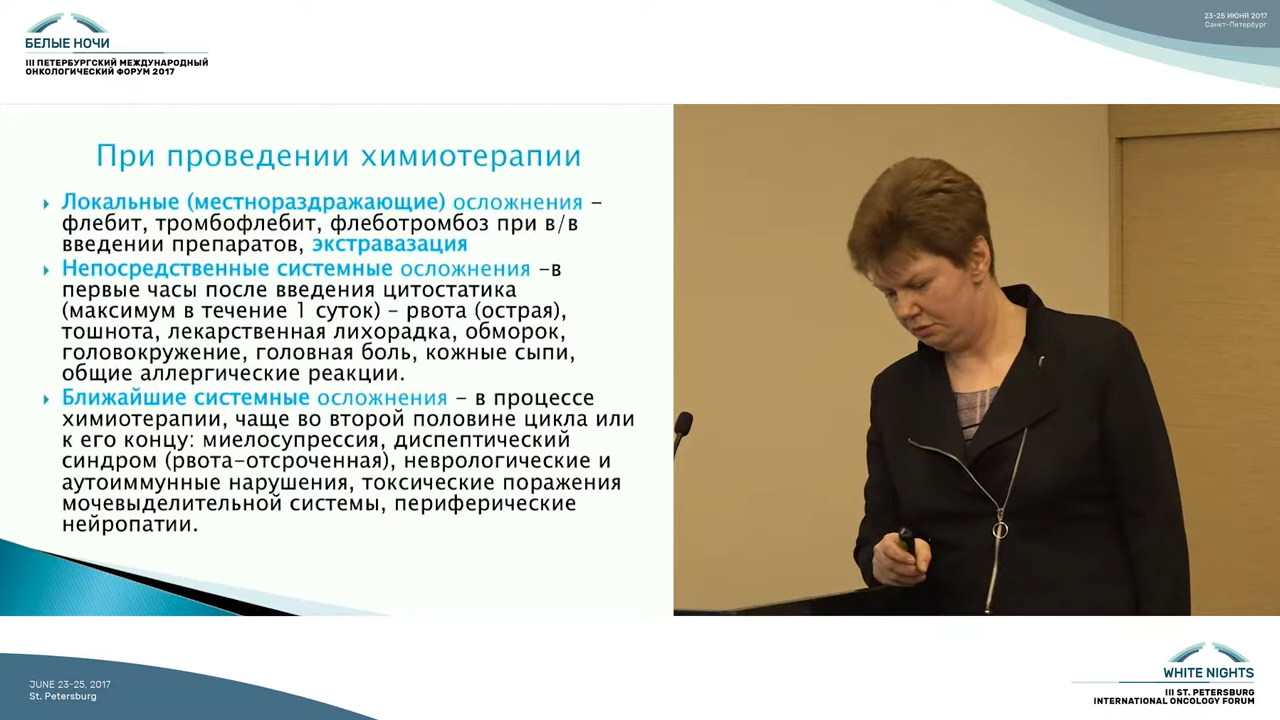 БЕЛЫЕ НОЧИ
III ПЕТЕРБУРГСКИЙ МЕЖДУНАРОДНЫЙ
ОНКОЛОГИЧЕСКИЙ ФОРУМ 2017
23-25 ИЮНЯ 2017
Санкт-Петербург
При проведении химиотерапии
Локальные (местнораздражающие) осложнения –
флебит, тромбофлебит, флеботромбоз при в/в
введении препаратов, экстравазация
Непосредственные системные осложнения –в
первые часы после введения цитостатика
(максимум в течение 1 суток) – рвота (острая),
тошнота, лекарственная лихорадка, обморок,
головокружение, головная боль, кожные сыпи,
общие аллергические реакции.
Ближайшие системные осложнения – в процессе
химиотерапии, чаще во второй половине цикла или
к его концу: миелосупрессия, диспептический
синдром (рвота-отсроченная), неврологические и
аутоиммунные нарушения, токсические поражения
мочевыделительной системы, периферические
нейропатии.
JUNE 23-25, 2017
St. Petersburg
WHITE NIGHTS
III ST. PETERSBURG
INTERNATIONAL ONCOLOGY FORUM